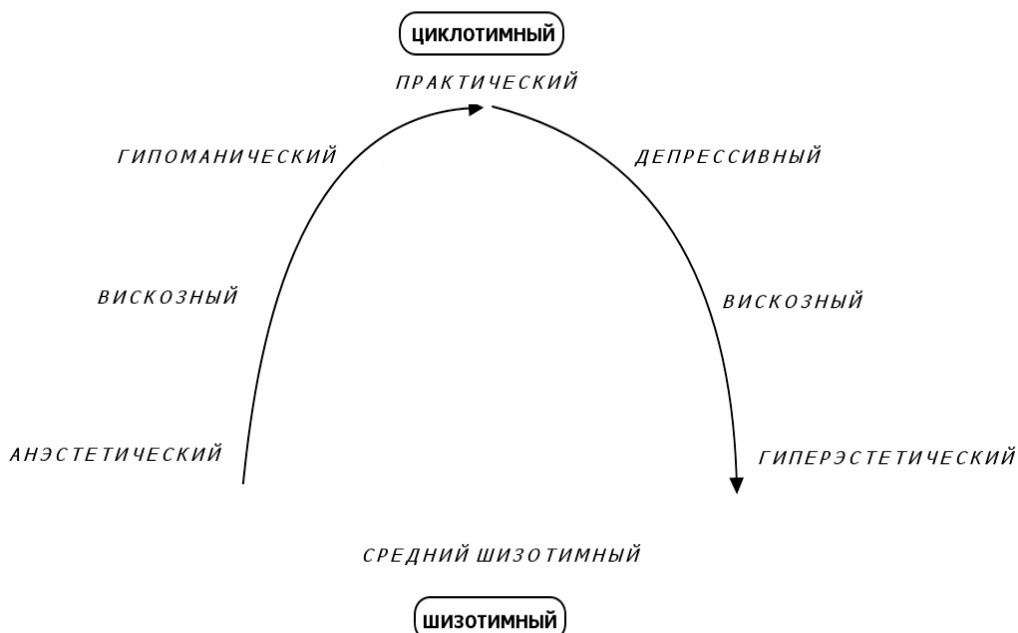 ЦИКЛОТИМНЫЙ
ПРАКТИЧЕСКИЙ
ГИПОМАНИЧЕСКИЙ
ДЕПРЕССИВНЫЙ
ВИСКОЗНЫЙ
ВИСКОЗНЫЙ
АНЭСТЕТИЧЕСКИЙ
ГИПЕРЭСТЕТИЧЕСКИЙ
СРЕДНИЙ ШИЗОТИМНЫЙ
ШИЗОТИМНЫЙ